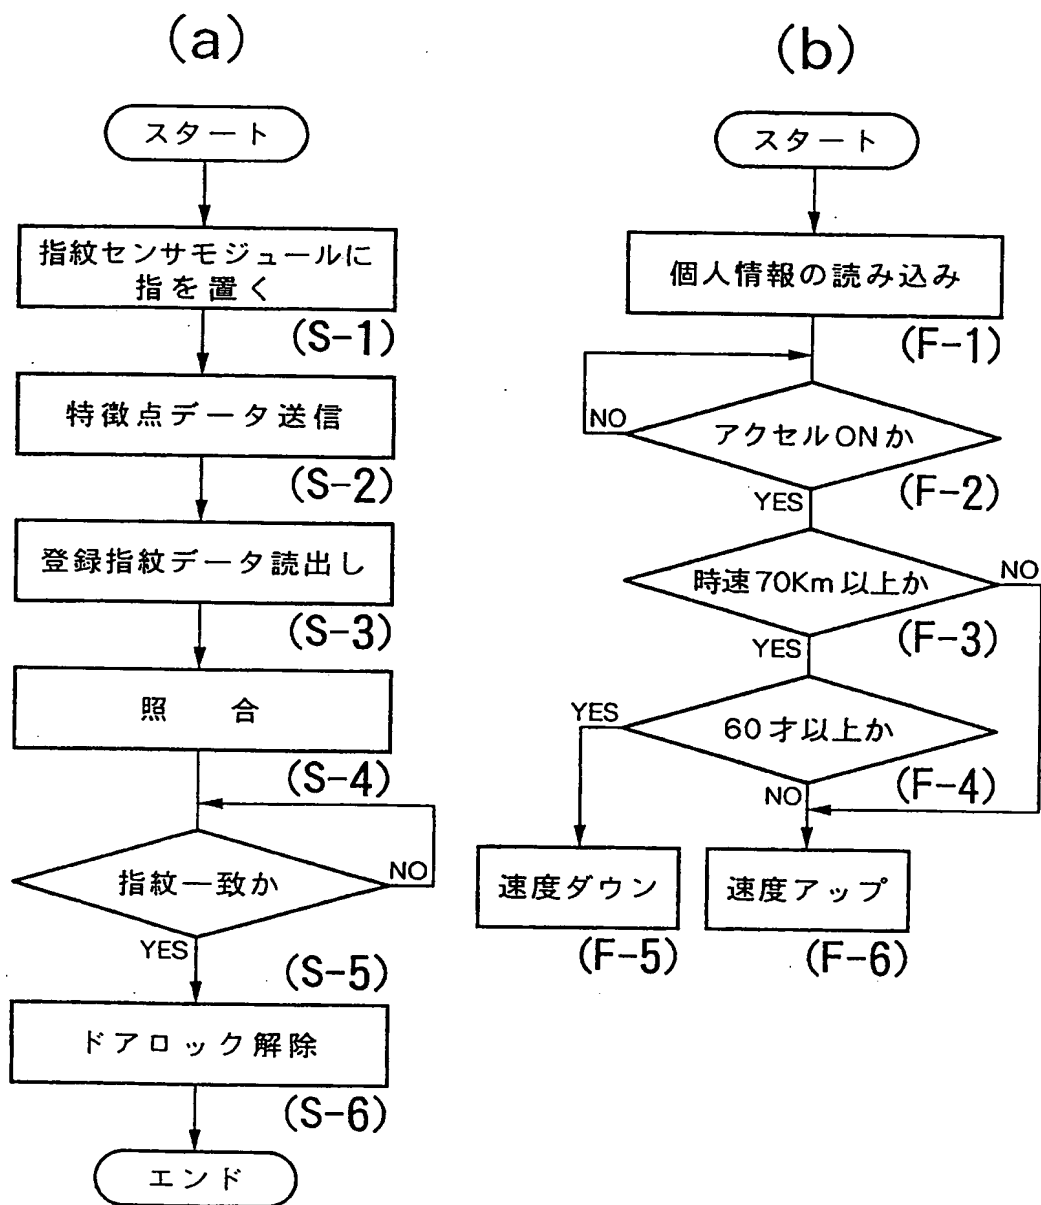 (a)
スタート
指紋センサモジュールに
指を置く
(S-1)
特徴点データ送信
(S-2)
登録指紋データ読出し
(S-3)
照 合
(S-4)
指紋一致か
NO
YES
(S-5)
ドアロック解除
(S-6)
エンド
(b)
スタート
個人情報の読み込み
(F-1)
アクセルONか
NO
(F-2)
YES
時速70Km以上か
NO
(F-3)
YES
60才以上か
YES
(F-4)
NO
速度ダウン
(F-5)
速度アップ
(F-6)